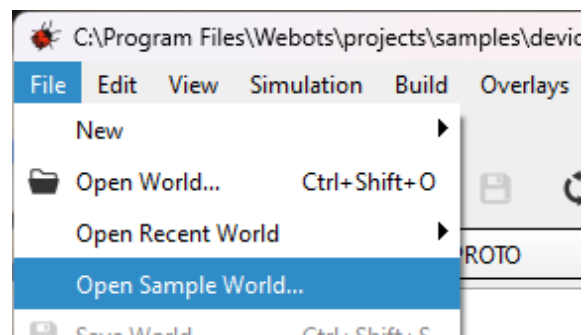 C:\Program Files\Webots\projects\samples\devic
File Edit View Simulation Build Overlays
New
Open World... Ctrl+Shift+O
Open Recent World
ROTO
Open Sample World...
Save World Ctrl+Shift+S